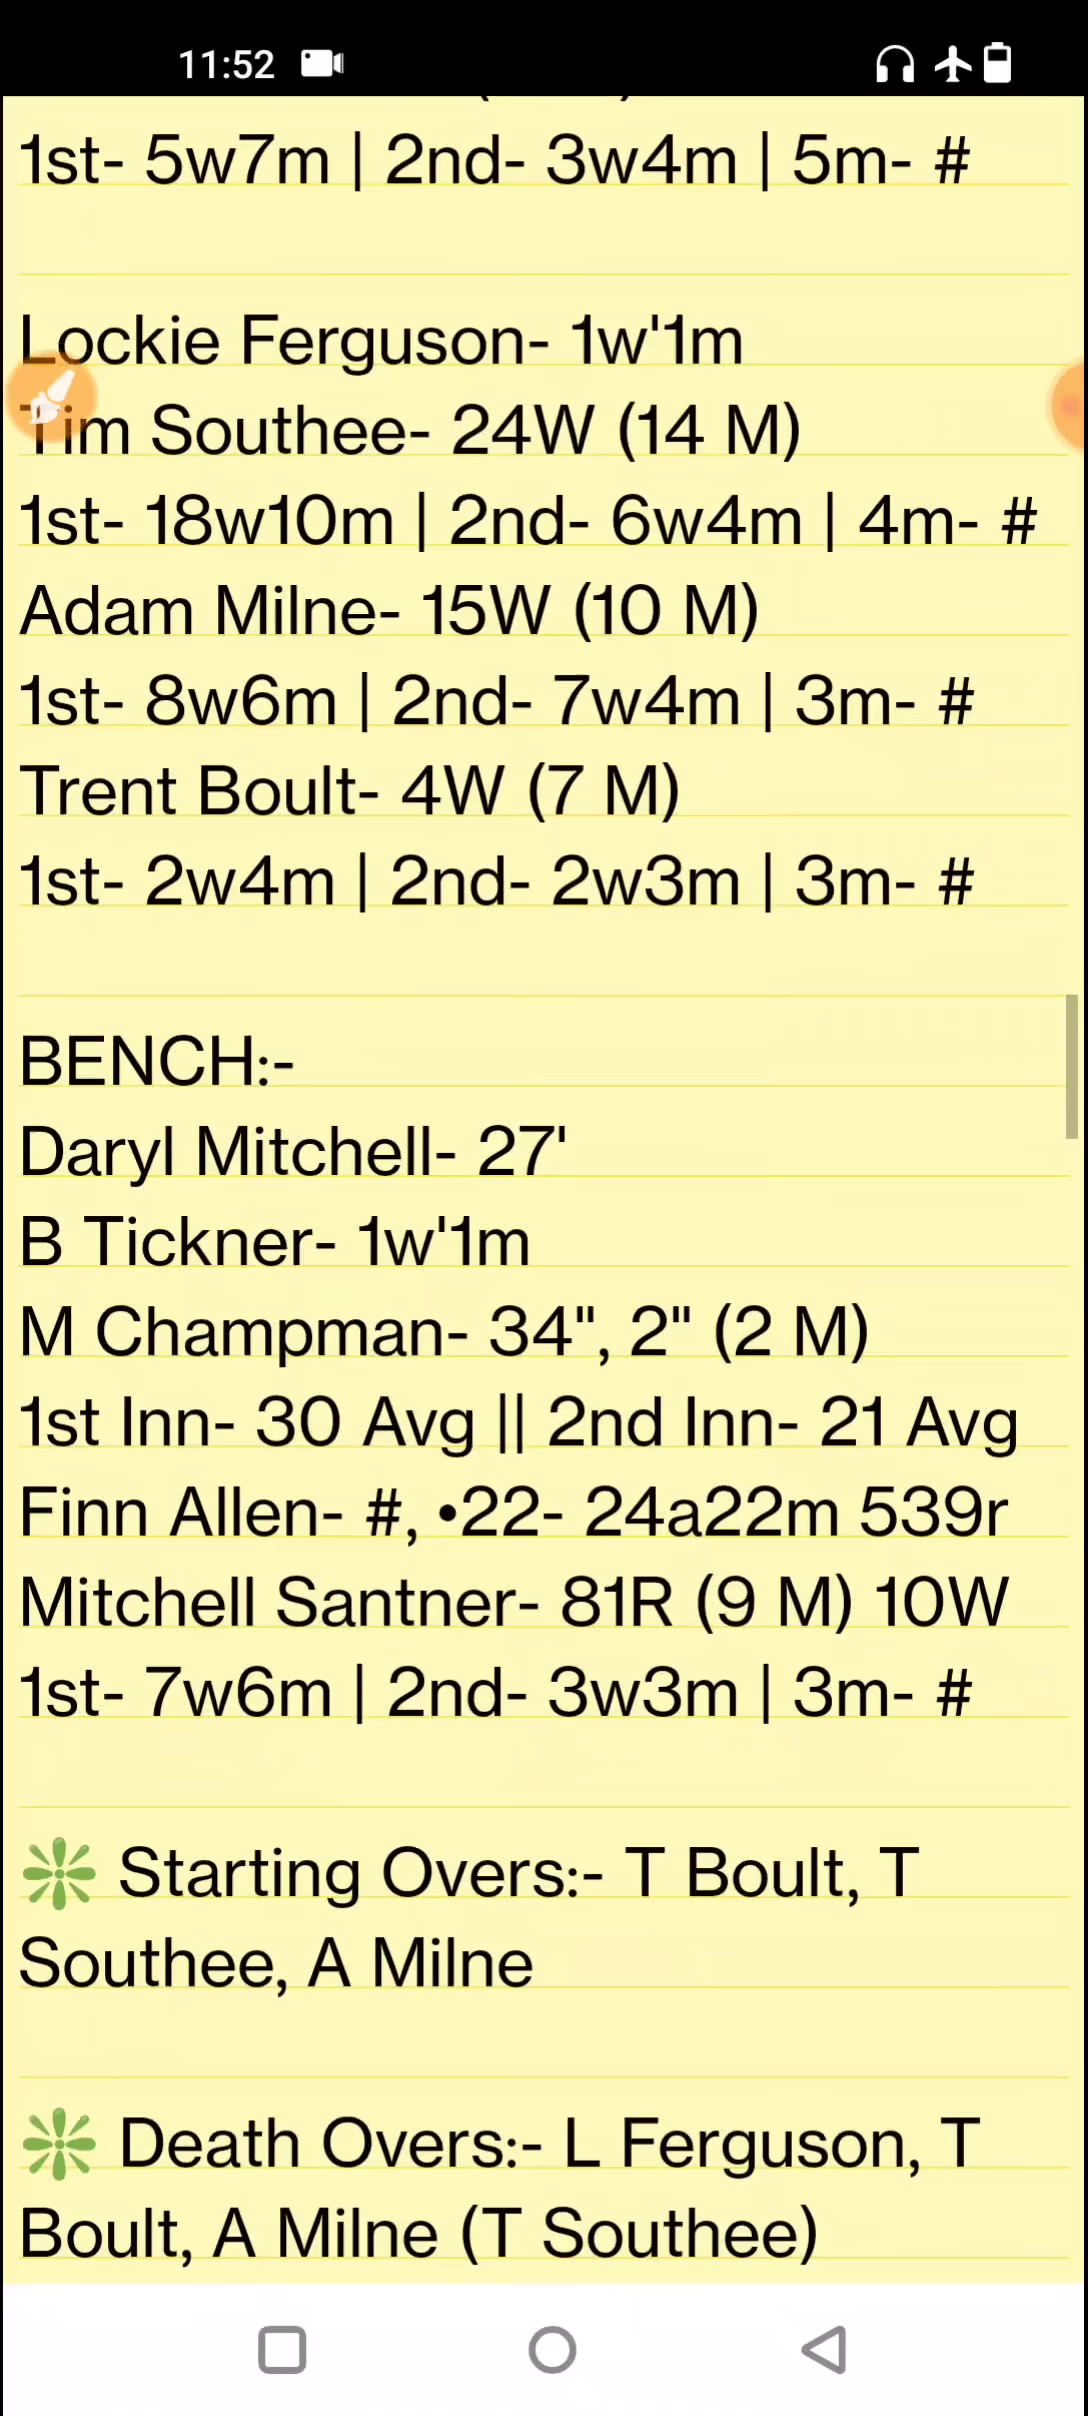 11:52
1st- 5w7m | 2nd- 3w4m | 5m- #
Lockie Ferguson- 1w'1m
Tim Southee- 24W (14 M)
1st- 18w10m | 2nd- 6w4m | 4m- #
Adam Milne- 15W (10 M)
1st- 8w6m | 2nd- 7w4m | 3m- #
Trent Boult- 4W (7 M)
1st- 2w4m | 2nd- 2w3m | 3m- #
BENCH:-
Daryl Mitchell- 27'
B Tickner- 1w'1m
M Champman- 34", 2" (2 M)
1st Inn- 30 Avg || 2nd Inn- 21 Avg
Finn Allen- #, •22- 24a22m 539r
Mitchell Santner- 81R (9 M) 10W
1st- 7w6m | 2nd- 3w3m | 3m- #
❇ Starting Overs:- T Boult, T
Southee, A Milne
❇ Death Overs:- L Ferguson, T
Boult, A Milne (T Southee)